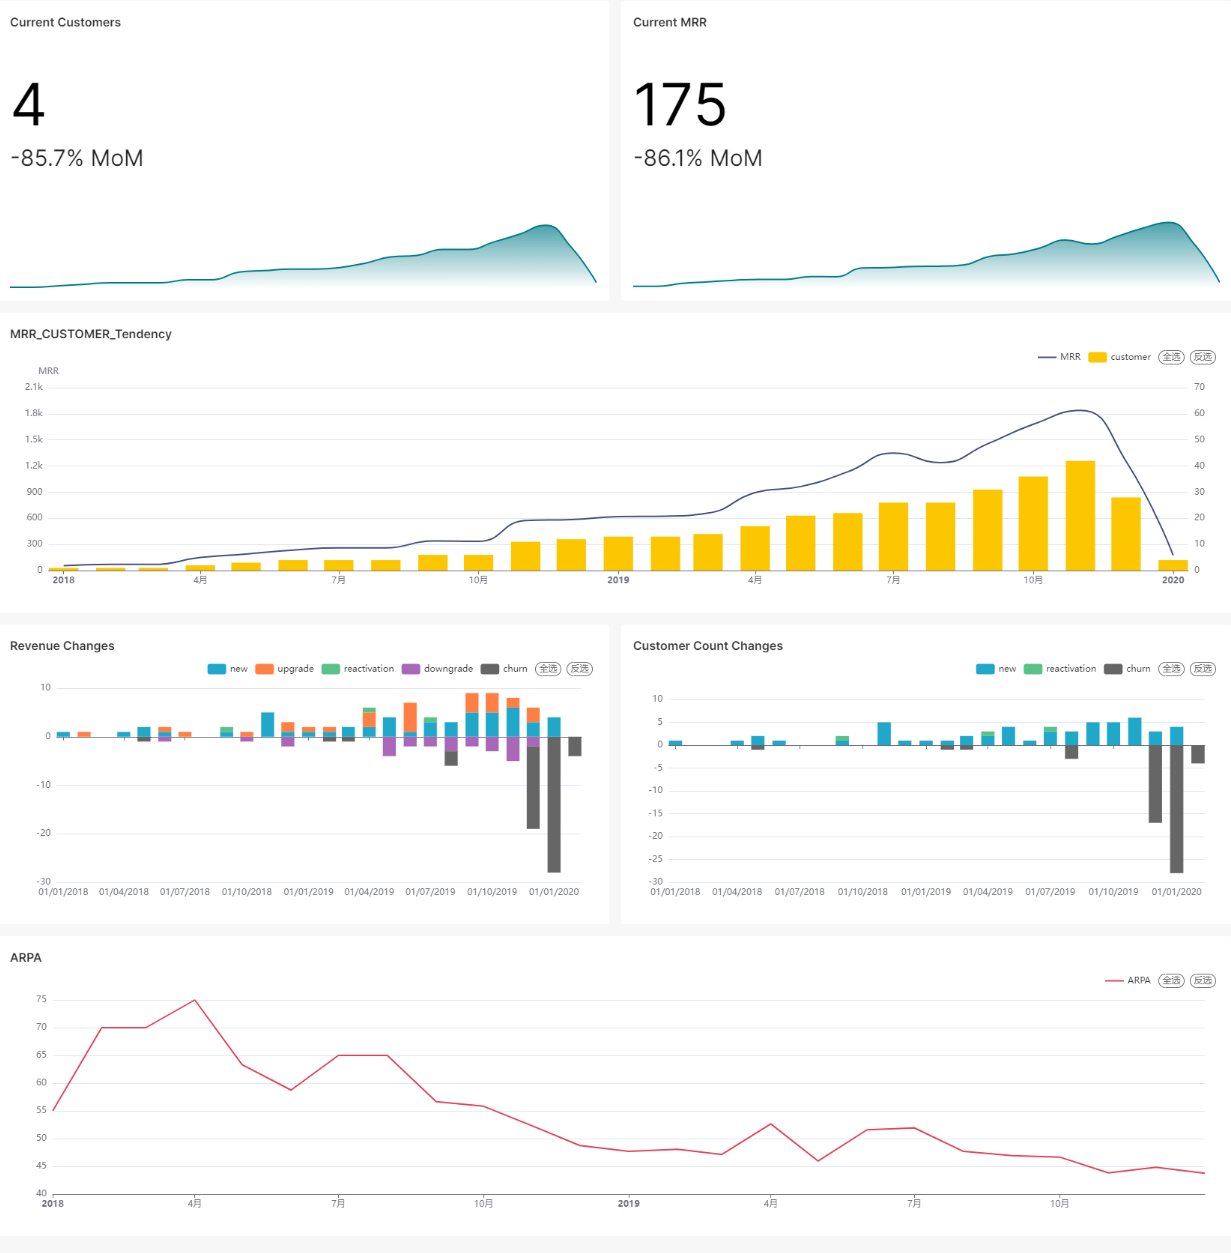 Current Customers
4
-85.7% MoM
Current MRR
175
-86.1% MoM
MRR_CUSTOMER_Tendency
MRR customer 全选 反选
MRR
2.1k 70
1.8k 60
1.5k 50
1.2k 40
900 30
600 20
300 10
0 0
2018 4月 7月 10月 2019 4月 7月 10月 2020
Revenue Changes
new upgrade reactivation downgrade churn 全选 反选
10
0
-10
-20
-30
01/01/2018 01/04/2018 01/07/2018 01/10/2018 01/01/2019 01/04/2019 01/07/2019 01/10/2019 01/01/2020
Customer Count Changes
new reactivation churn 全选 反选
10
5
0
-5
-10
-15
-20
-25
-30
01/01/2018 01/04/2018 01/07/2018 01/10/2018 01/01/2019 01/04/2019 01/07/2019 01/10/2019 01/01/2020
ARPA
ARPA 全选 反选
75
70
65
60
55
50
45
40
2018 4月 7月 10月 2019 4月 7月 10月